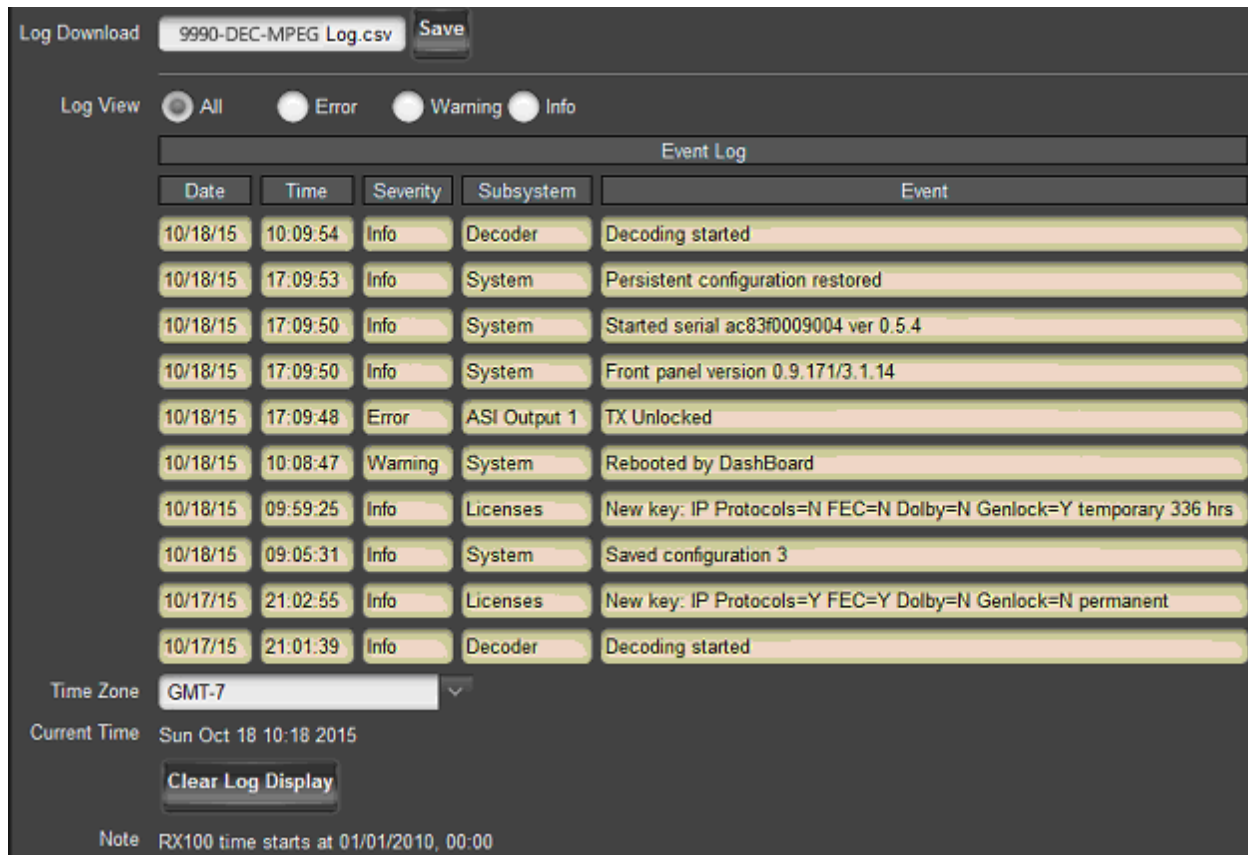 Log Download 9990-DEC-MPEG Log.csv Save
Log View All Error Warning Info
Event Log
Date Time Severity Subsystem Event
10/18/15 10:09:54 Info Decoder Decoding started
10/18/15 17:09:53 Info System Persistent configuration restored
10/18/15 17:09:50 Info System Started serial ac83f0009004 ver 0.5.4
10/18/15 17:09:50 Info System Front panel version 0.9.171/3.1.14
10/18/15 17:09:48 Error ASI Output 1 TX Unlocked
10/18/15 10:08:47 Warning System Rebooted by DashBoard
10/18/15 09:59:25 Info Licenses New key: IP Protocols=N FEC=N Dolby=N Genlock=Y temporary 336 hrs
10/18/15 09:05:31 Info System Saved configuration 3
10/17/15 21:02:55 Info Licenses New key: IP Protocols=Y FEC=Y Dolby=N Genlock=N permanent
10/17/15 21:01:39 Info Decoder Decoding started
Time Zone GMT-7
Current Time Sun Oct 18 10:18 2015
Clear Log Display
Note RX100 time starts at 01/01/2010, 00:00